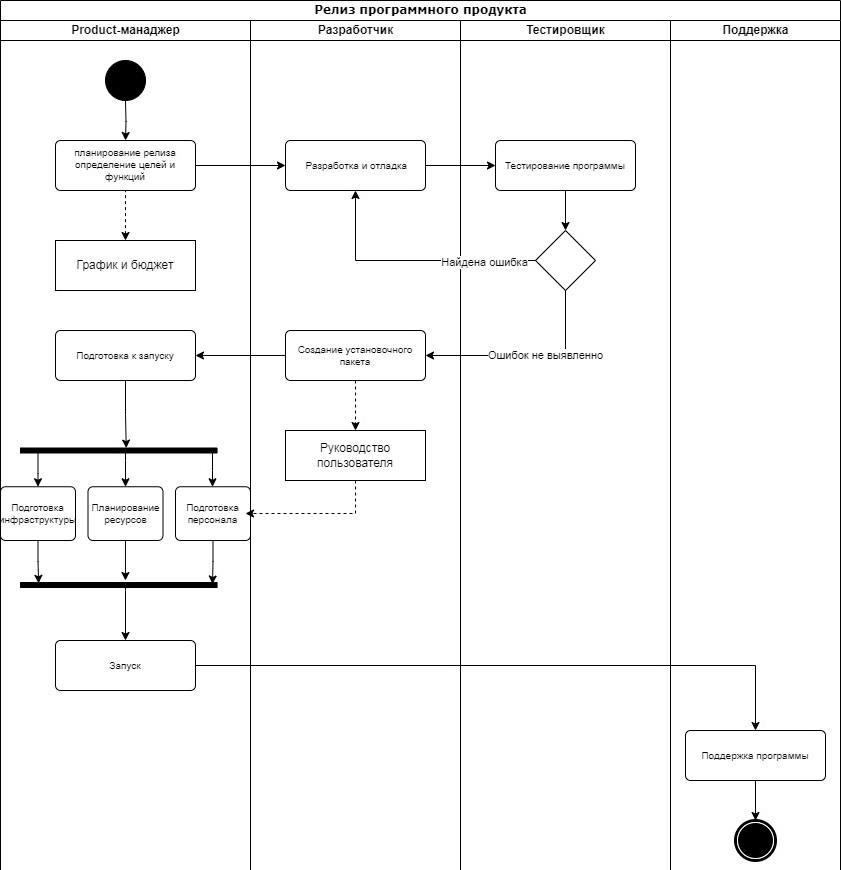 Релиз программного продукта
Product-манаджер
Разработчик
Тестировщик
Поддержка
планирование релиза
определение целей и
функций
Разработка и отладка
Тестирование программы
График и бюджет
Найдена ошибка
Подготовка к запуску
Создание установочного
пакета
Ошибок не выявленно
Руководство
пользователя
Подготовка
инфраструктуры
Планирование
ресурсов
Подготовка
персонала
Запуск
Поддержка программы